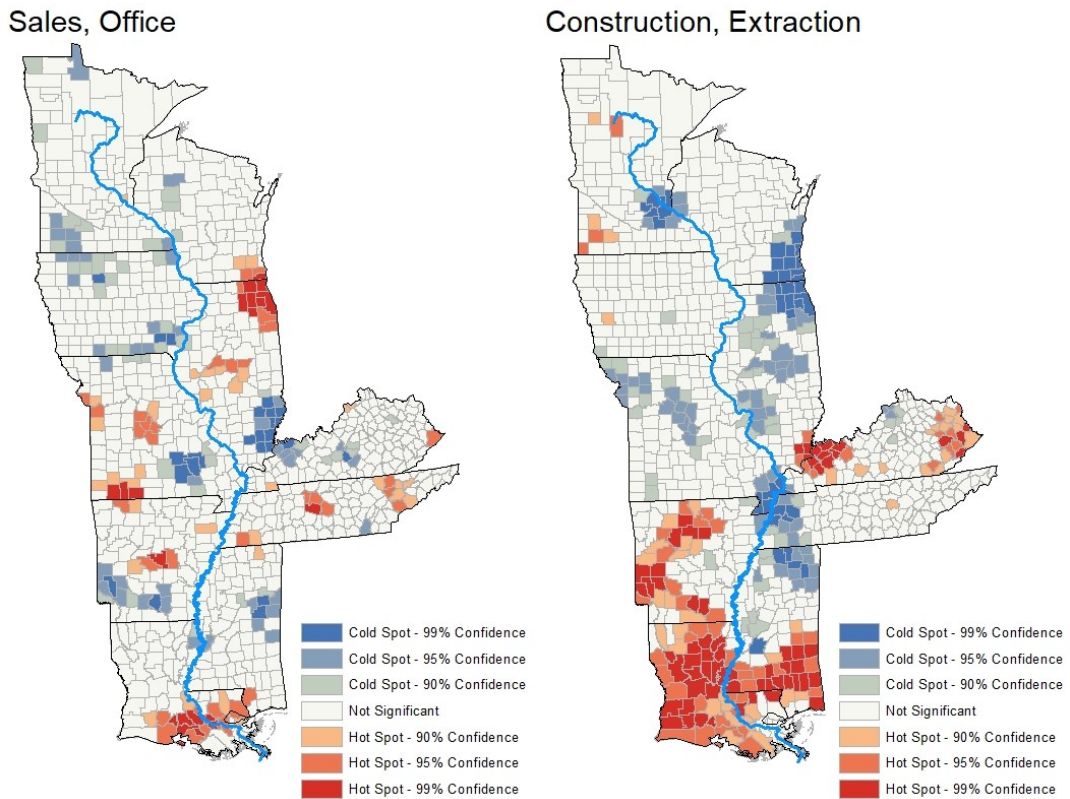 Sales, Office
Construction, Extraction
Cold Spot - 99% Confidence
Cold Spot - 95% Confidence
Cold Spot - 90% Confidence
Not Significant
Hot Spot - 90% Confidence
Hot Spot - 95% Confidence
Hot Spot - 99% Confidence
Cold Spot - 99% Confidence
Cold Spot - 95% Confidence
Cold Spot - 90% Confidence
Not Significant
Hot Spot - 90% Confidence
Hot Spot - 95% Confidence
Hot Spot - 99% Confidence